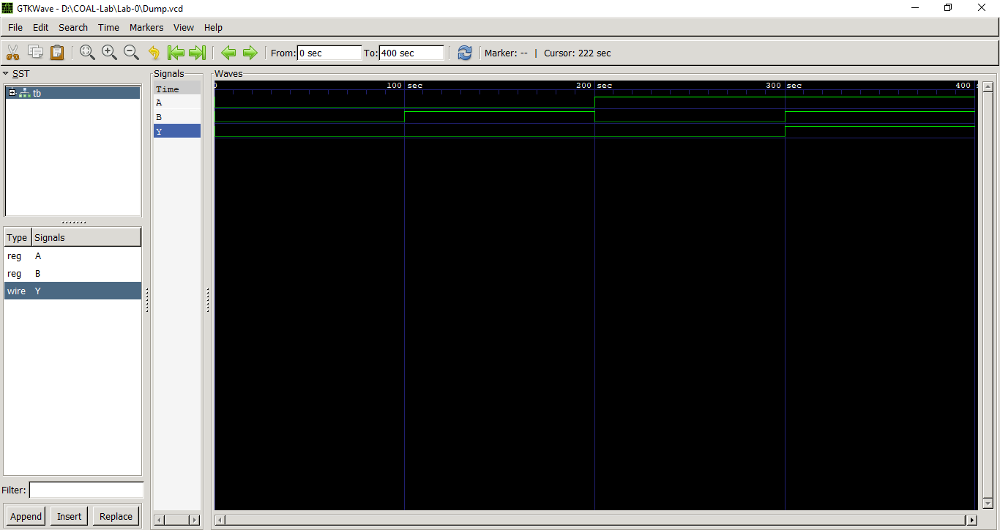 GTKWave - D:\COAL-Lab\Lab-0\Dump.vcd
File Edit Search Time Markers View Help
From: 0 sec To: 400 sec Marker: -- | Cursor: 222 sec
SST
tb
Type Signals
reg A
reg B
wire Y
Filter:
Append Insert Replace
Signals
Time
A
B
Y
Waves
0 100 sec 200 sec 300 sec 400 s